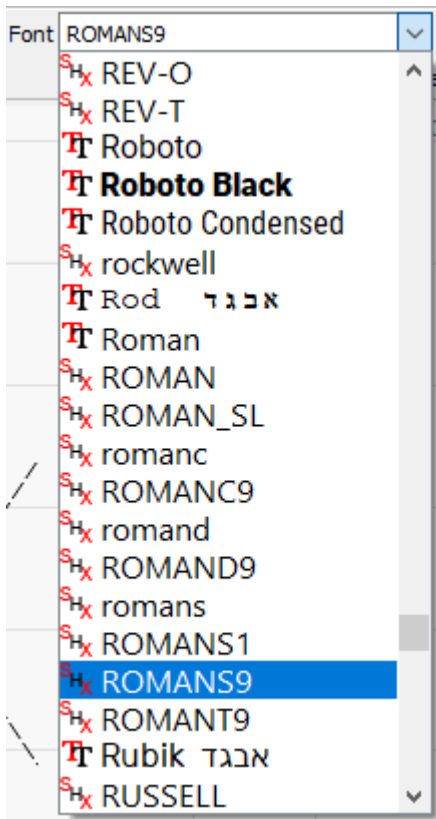 Font ROMANS9
REV-O
REV-T
Roboto
Roboto Black
Roboto Condensed
rockwell
Rod אבגד
Roman
ROMAN
ROMAN_SL
romanc
ROMANC9
romand
ROMAND9
romans
ROMANS1
ROMANS9
ROMANT9
Rubik אבגד
RUSSELL